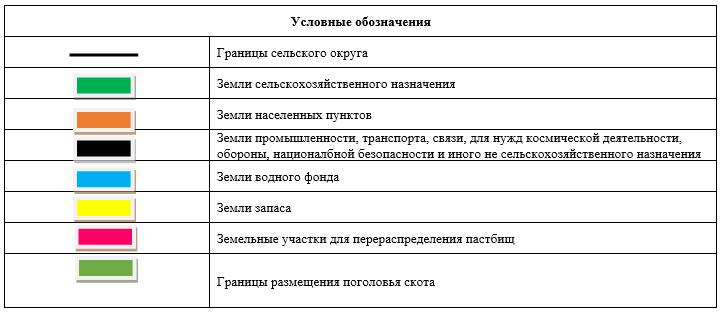 Условные обозначения
Границы сельского округа
Земли сельскохозяйственного назначения
Земли населенных пунктов
Земли промышленности, транспорта, связи, для нужд космической деятельности,
обороны, националбной безопасности и иного не сельскохозяйственного назначения
Земли водного фонда
Земли запаса
Земельные участки для перераспределения пастбищ
Границы размещения поголовья скота